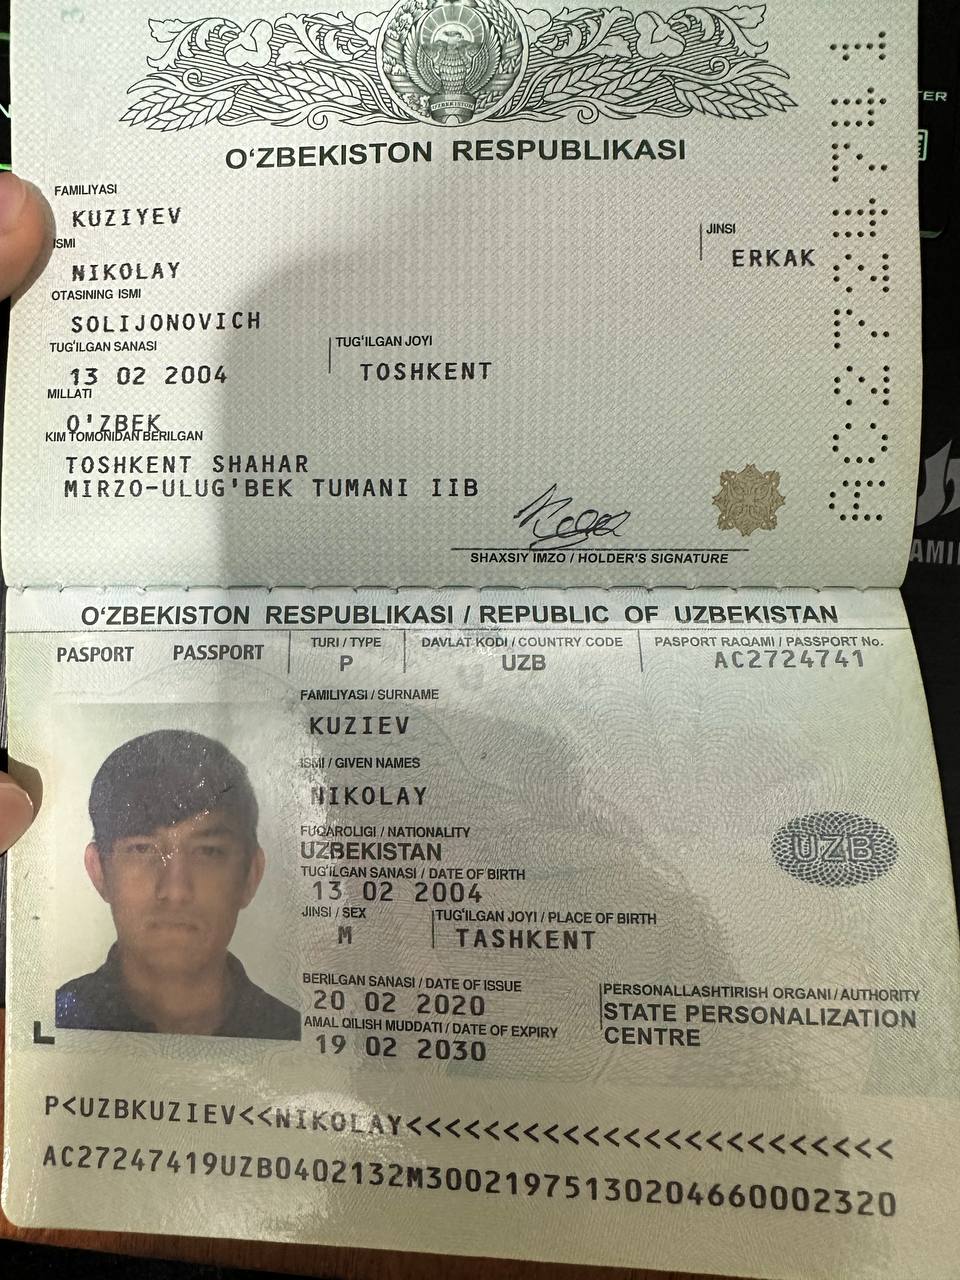 O'ZBEKISTON
O‘ZBEKISTON RESPUBLIKASI
FAMILIYASI
KUZIYEV
ISMI
NIKOLAY
JINSI
ERKAK
OTASINING ISMI
SOLIJONOVICH
TUG‘ILGAN SANASI
13 02 2004
TUG‘ILGAN JOYI
TOSHKENT
MILLATI
O'ZBEK
KIM TOMONIDAN BERILGAN
TOSHKENT SHAHAR
MIRZO-ULUG'BEK TUMANI IIB
SHAXSIY IMZO / HOLDER'S SIGNATURE
AC2724741
O‘ZBEKISTON RESPUBLIKASI / REPUBLIC OF UZBEKISTAN
PASPORT PASSPORT
TURI / TYPE
P
DAVLAT KODI / COUNTRY CODE
UZB
PASPORT RAQAMI / PASSPORT No.
AC2724741
FAMILIYASI / SURNAME
KUZIEV
ISMI / GIVEN NAMES
NIKOLAY
FUQAROLIGI / NATIONALITY
UZBEKISTAN
TUG‘ILGAN SANASI / DATE OF BIRTH
13 02 2004
JINSI / SEX
M
TUG‘ILGAN JOYI / PLACE OF BIRTH
TASHKENT
UZB
BERILGAN SANASI / DATE OF ISSUE
20 02 2020
AMAL QILISH MUDDATI / DATE OF EXPIRY
19 02 2030
PERSONALLASHTIRISH ORGANI / AUTHORITY
STATE PERSONALIZATION
CENTRE
P<UZBKUZIEV<<NIKOLAY<<<<<<<<<<<<<<<<<<<<<<<<
AC27247419UZB0402132M30021975130204660002320